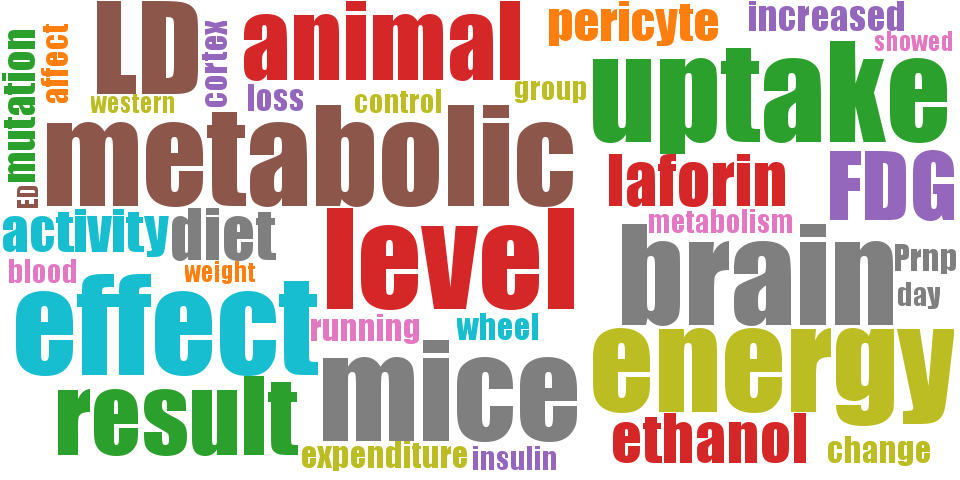 LD
animal
pericyte
increased
showed
mutation
affect
cortex
western
loss
control
group
uptake
metabolic
laforin
FDG
ED
activity
diet
level
metabolism
brain
Prnp
day
blood
weight
effect
running
wheel
energy
mice
result
ethanol
change
expenditure
insulin